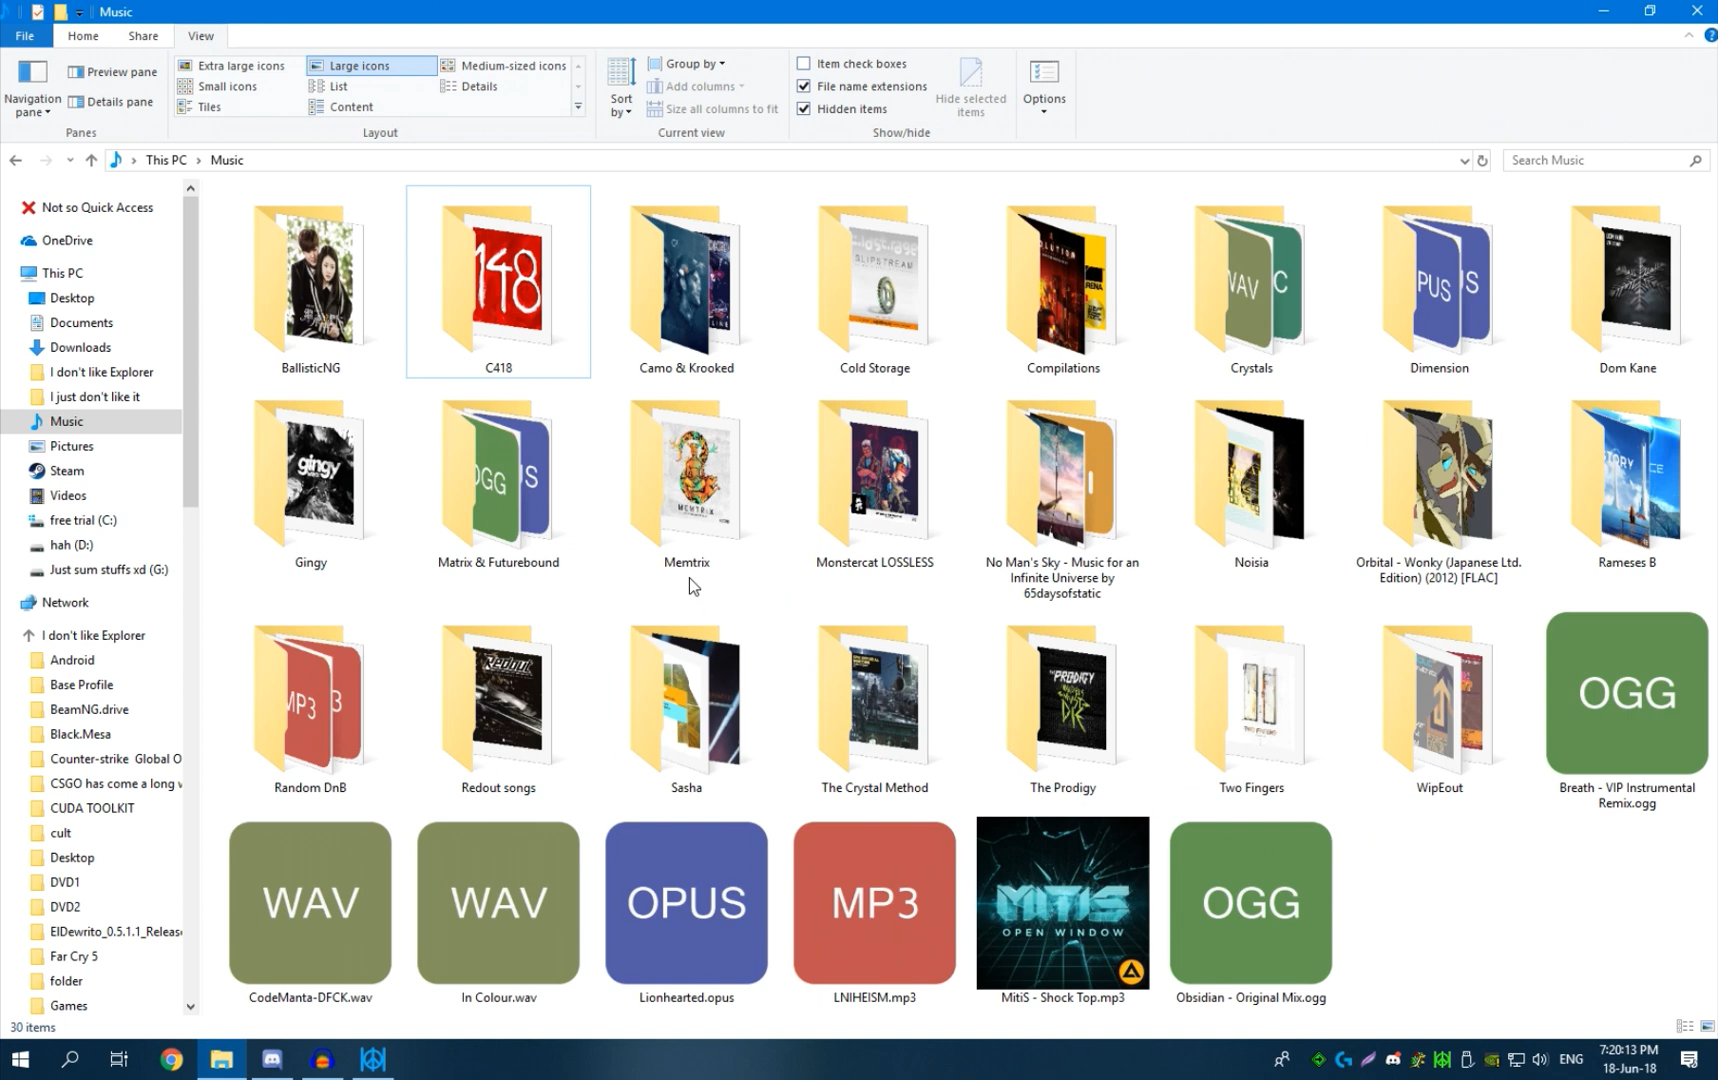 Music
File
Home
Share
View
Navigation pane
Preview pane
Details pane
Panes
Extra large icons
Large icons
Medium-sized icons
Small icons
List
Details
Tiles
Content
Layout
Sort by
Group by
Add columns
Size all columns to fit
Current view
Item check boxes
File name extensions
Hidden items
Hide selected items
Show/hide
Options
This PC
Music
Search Music
Not so Quick Access
OneDrive
This PC
Desktop
Documents
Downloads
I don't like Explorer
I just don't like it
Music
Pictures
Steam
Videos
free trial (C:)
hah (D:)
Just sum stuffs xd (G:)
Network
I don't like Explorer
Android
Base Profile
BeamNG.drive
Black.Mesa
Counter-strike Global O
CSGO has come a long w
CUDA TOOLKIT
cult
Desktop
DVD1
DVD2
ElDewrito_0.5.1.1_Release
Far Cry 5
folder
Games
148
SLIPSTREAM
WAV
C
PUS
S
BallisticNG
C418
Camo & Krooked
Cold Storage
Compilations
Crystals
Dimension
Dom Kane
gingy
OGG
S
MEMTRIX
Gingy
Matrix & Futurebound
Memtrix
Monstercat LOSSLESS
No Man's Sky - Music for an
Infinite Universe by
65daysofstatic
Noisia
Orbital - Wonky (Japanese Ltd.
Edition) (2012) [FLAC]
Rameses B
MP3
3
Redout
THE PRODIGY
OGG
Random DnB
Redout songs
Sasha
The Crystal Method
The Prodigy
Two Fingers
WipEout
Breath - VIP Instrumental
Remix.ogg
WAV
WAV
OPUS
MP3
MITIS
OPEN WINDOW
OGG
CodeManta-DFCK.wav
In Colour.wav
Lionhearted.opus
LNIHEISM.mp3
MitiS - Shock Top.mp3
Obsidian - Original Mix.ogg
30 items
ENG
7:20:13 PM
18-Jun-18